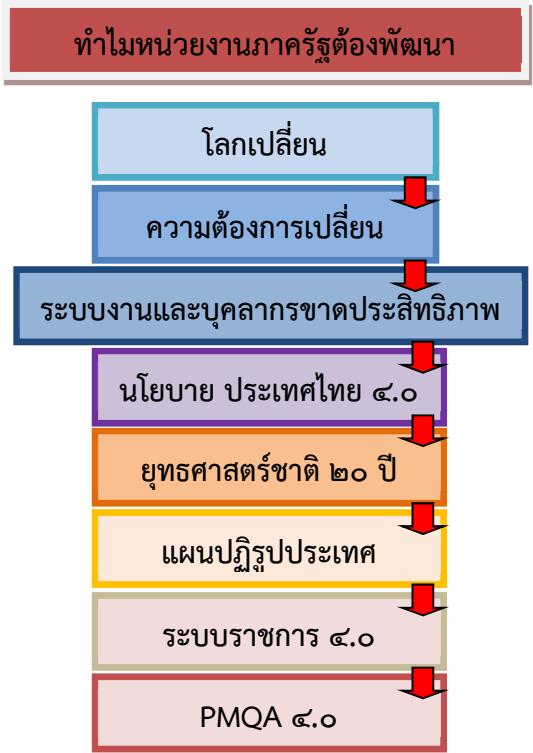 ทำไมหน่วยงานภาครัฐต้องพัฒนา
โลกเปลี่ยน
ความต้องการเปลี่ยน
ระบบงานและบุคลากรขาดประสิทธิภาพ
นโยบาย ประเทศไทย ๔.๐
ยุทธศาสตร์ชาติ ๒๐ ปี
แผนปฏิรูปประเทศ
ระบบราชการ ๔.๐
PMQA ๔.๐